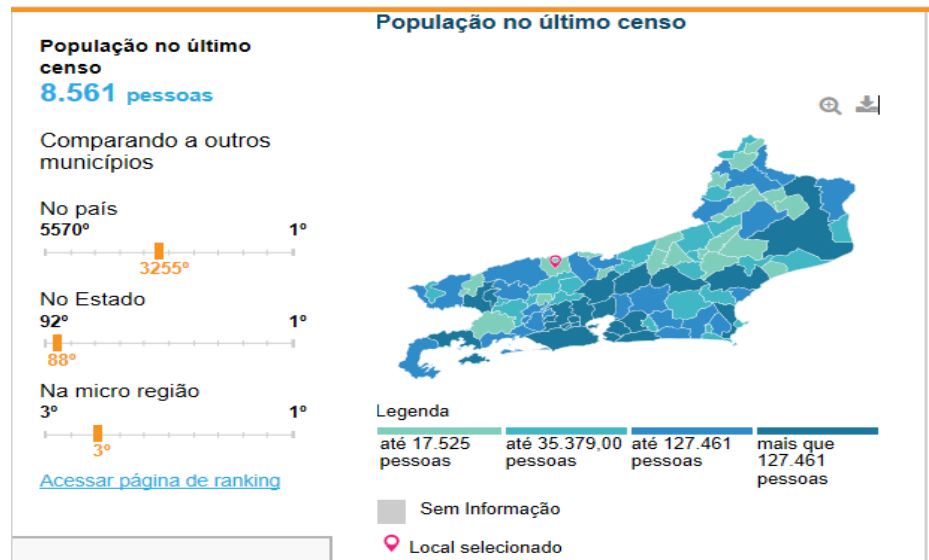 População no último
censo
8.561 pessoas
Comparando a outros
municípios
No país
5570º 1º
3255º
No Estado
92º 1º
88º
Na micro região
3º 1º
3º
Acessar página de ranking
População no último censo
Legenda
até 17.525
pessoas
até 35.379,00
pessoas
até 127.461
pessoas
mais que
127.461
pessoas
Sem Informação
Local selecionado